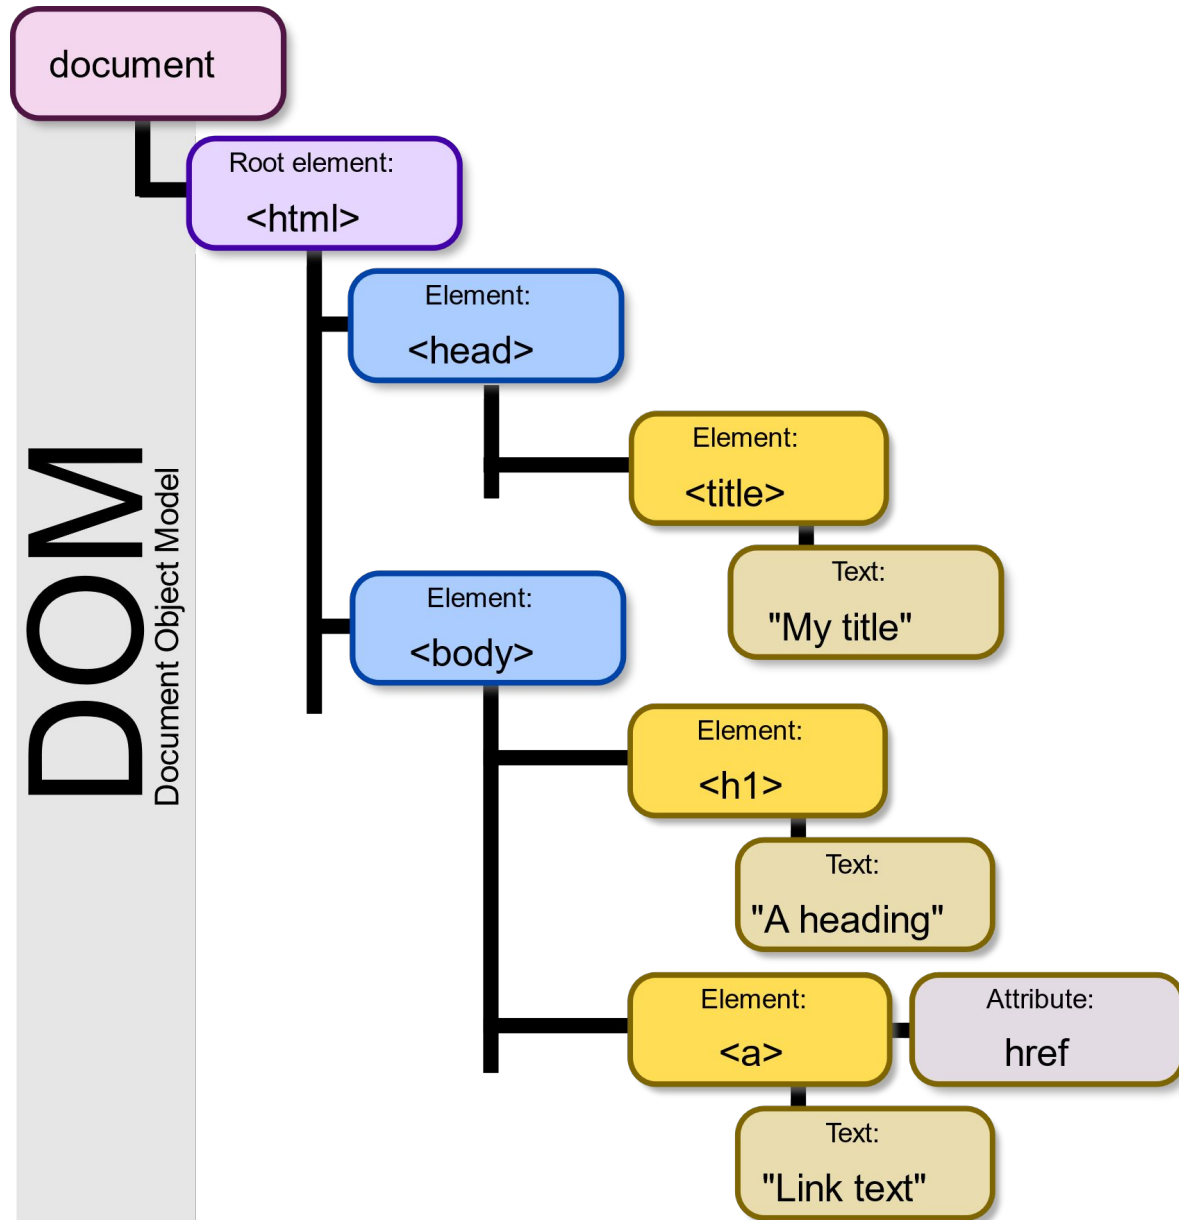 document
Root element:
<html>
Element:
<head>
Element:
<title>
Text:
"My title"
Element:
<body>
Element:
<h1>
Text:
"A heading"
Element:
<a>
Attribute:
href
Text:
"Link text"
DOM
Document Object Model